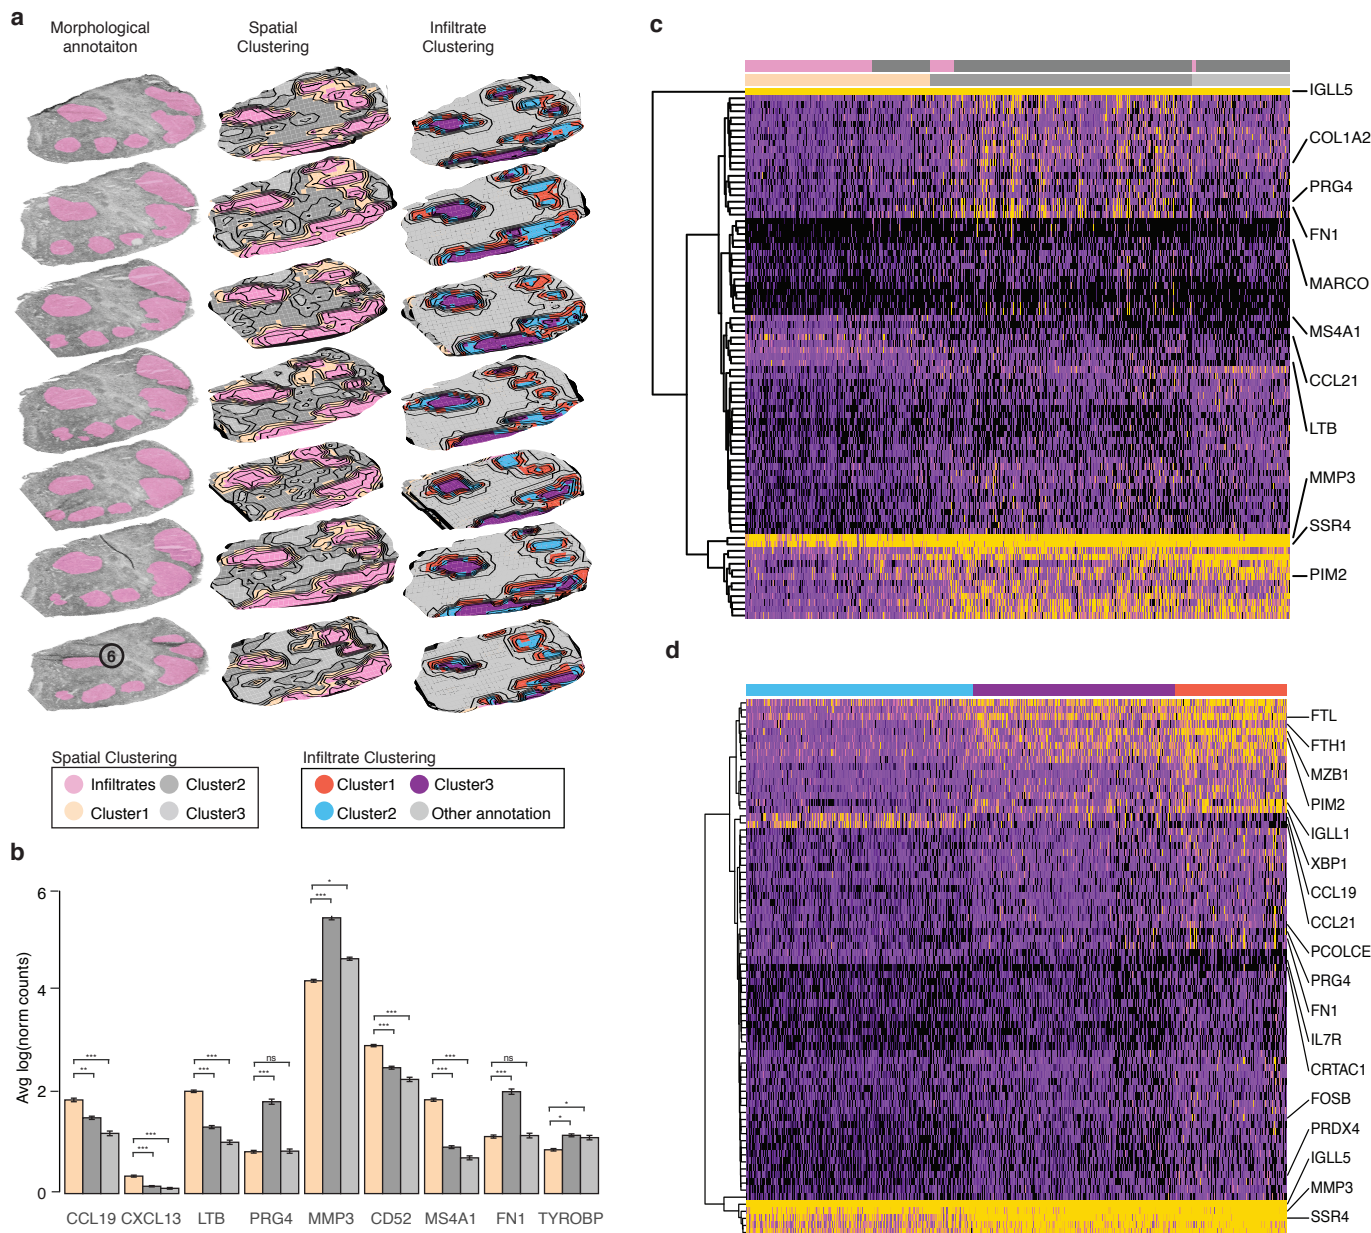 a
Morphological
annotaiton
Spatial
Clustering
Infiltrate
Clustering
6
Spatial Clustering
Infiltrates
Cluster2
Cluster1
Cluster3
Infiltrate Clustering
Cluster1
Cluster3
Cluster2
Other annotation
b
Avg log(norm counts)
6
4
2
0
***
**
***
***
***
***
ns
***
*
***
***
***
***
***
ns
***
*
*
CCL19
CXCL13
LTB
PRG4
MMP3
CD52
MS4A1
FN1
TYROBP
c
IGLL5
COL1A2
PRG4
FN1
MARCO
MS4A1
CCL21
LTB
MMP3
SSR4
PIM2
d
FTL
FTH1
MZB1
PIM2
IGLL1
XBP1
CCL19
CCL21
PCOLCE
PRG4
FN1
IL7R
CRTAC1
FOSB
PRDX4
IGLL5
MMP3
SSR4